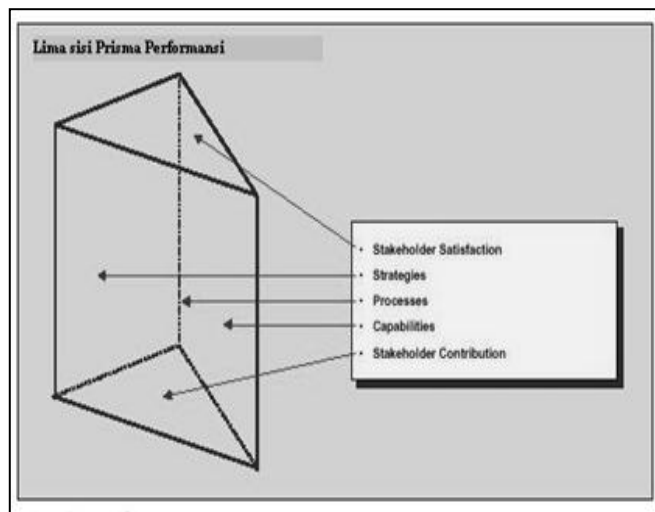 Lima sisi Prisma Performansi
· Stakeholder Satisfaction
· Strategies
· Processes
· Capabilities
· Stakeholder Contribution